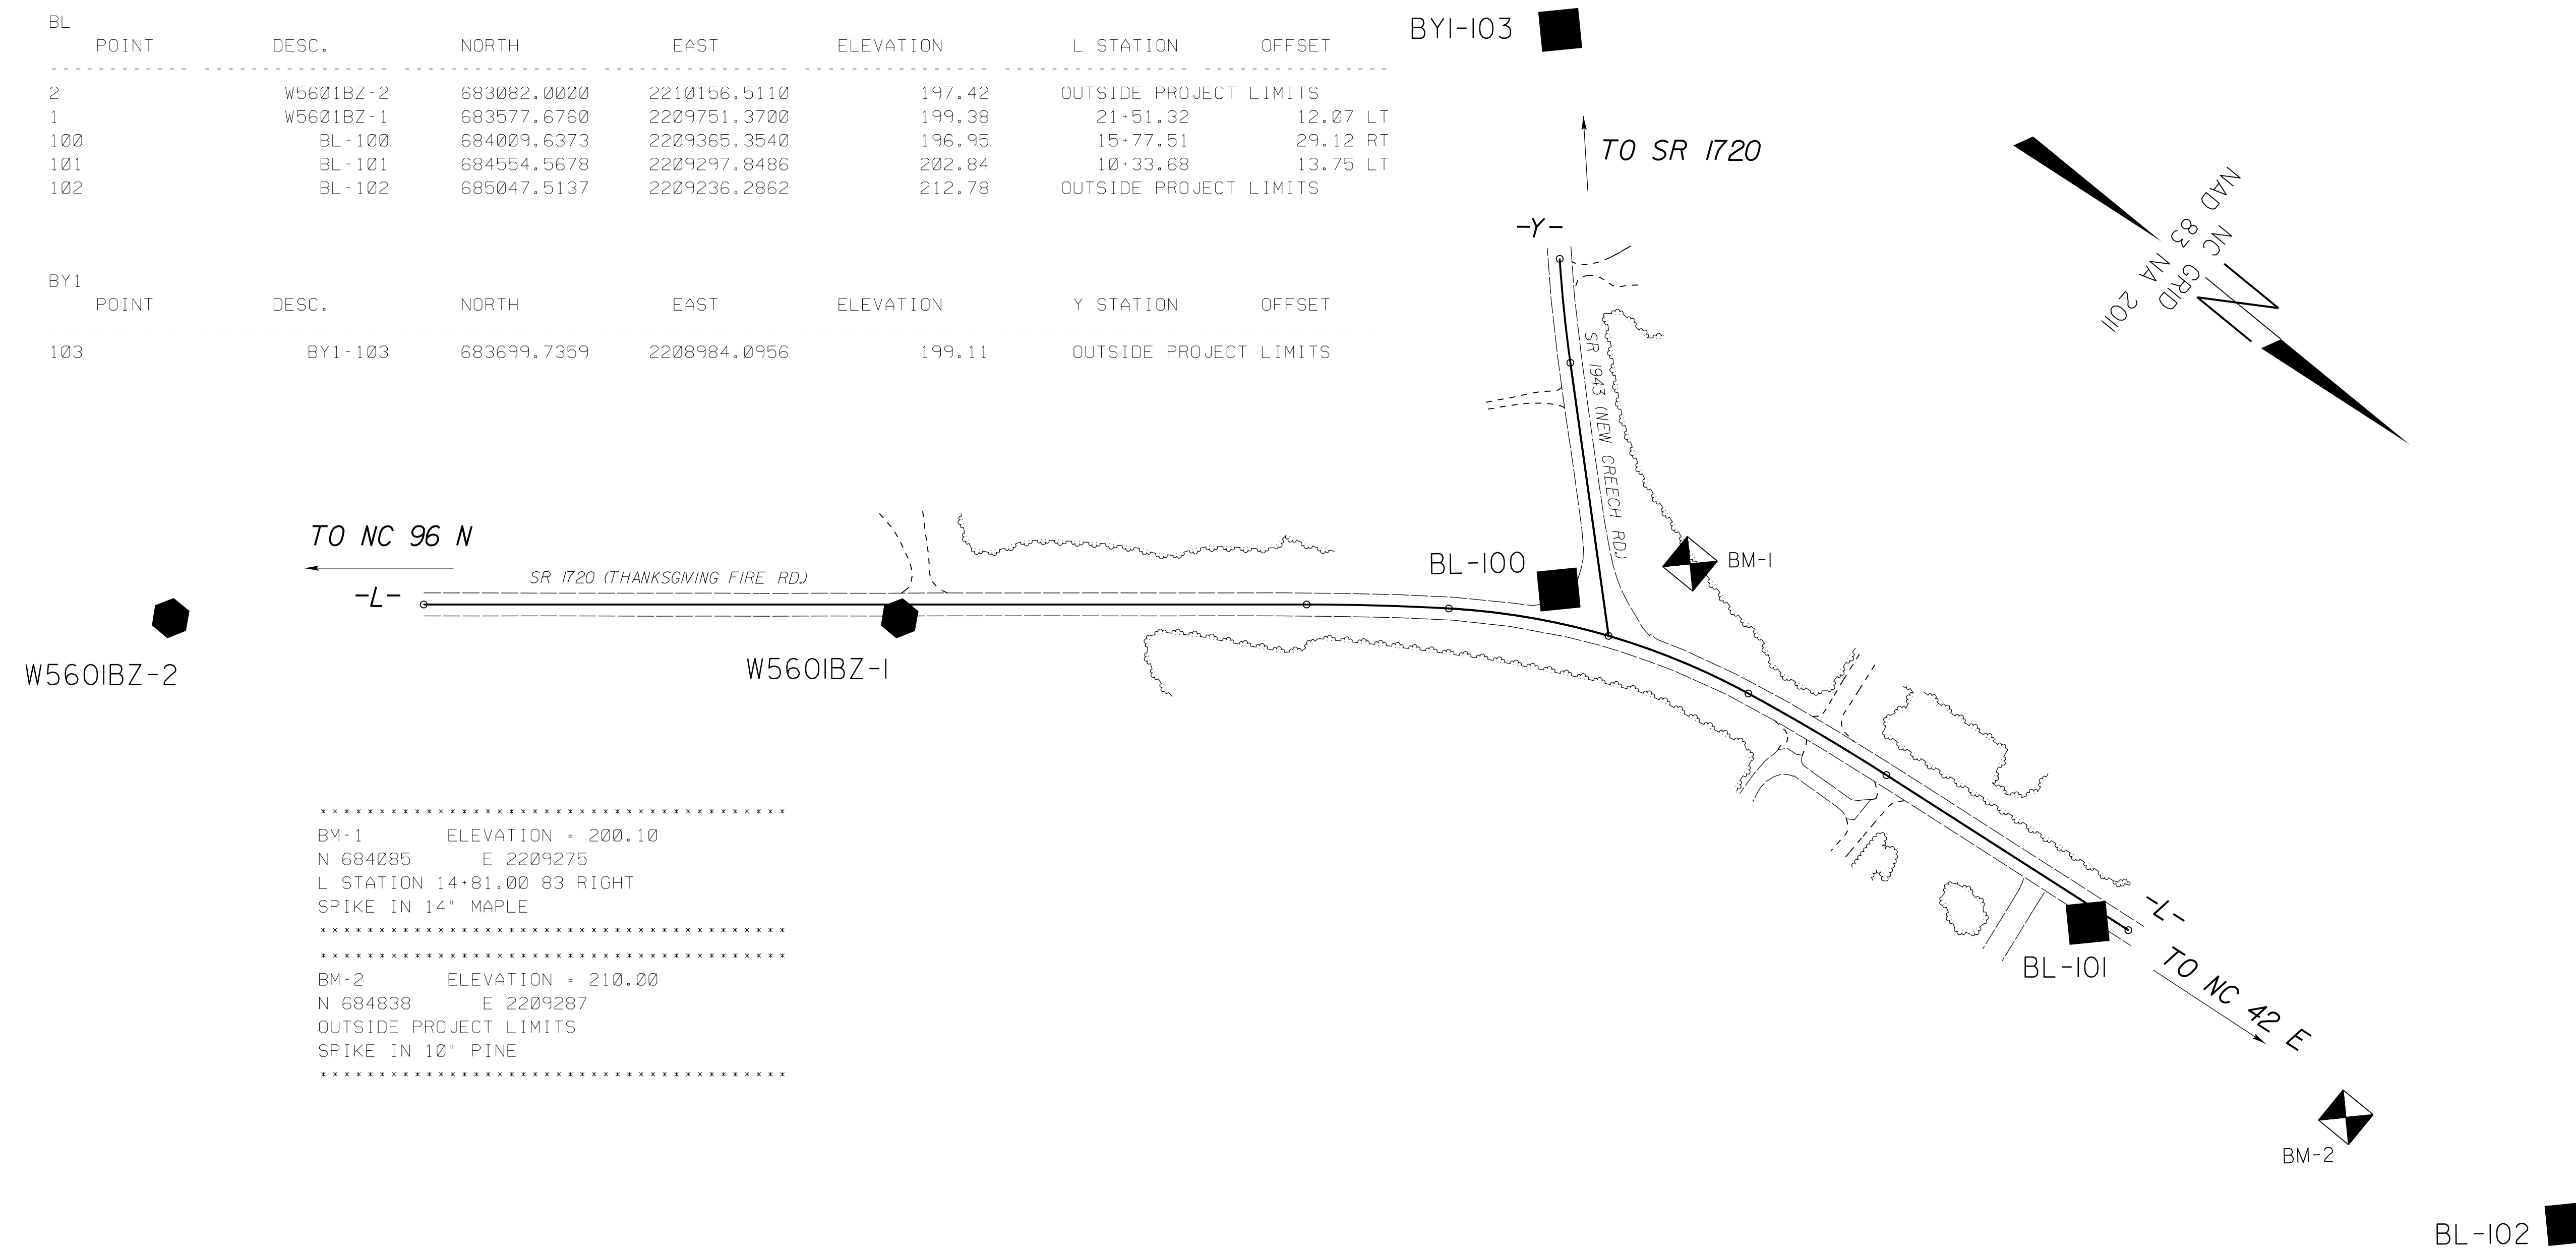 BL
POINT DESC. NORTH EAST ELEVATION L STATION OFFSET
2 W5601BZ-2 683082.0000 2210156.5110 197.42 OUTSIDE PROJECT LIMITS
1 W5601BZ-1 683577.6760 2209751.3700 199.38 21+51.32 12.07 LT
100 BL-100 684009.6373 2209365.3540 196.95 15+77.51 29.12 RT
101 BL-101 684554.5678 2209297.8486 202.84 10+33.68 13.75 LT
102 BL-102 685047.5137 2209236.2862 212.78 OUTSIDE PROJECT LIMITS
BY1
POINT DESC. NORTH EAST ELEVATION Y STATION OFFSET
103 BY1-103 683699.7359 2208984.0956 199.11 OUTSIDE PROJECT LIMITS
BY1-103
TO SR 1720
-Y-
NC GRID
NAD 83 NA 2011
SR 1943 (NEW CREECH RD.)
TO NC 96 N
SR 1720 (THANKSGIVING FIRE RD.)
-L-
W5601BZ-2
W5601BZ-1
BL-100
BM-1
-L-
BL-101
TO NC 42 E
BM-2
BL-102
***************************************
BM-1 ELEVATION = 200.10
N 684085 E 2209275
L STATION 14+81.00 83 RIGHT
SPIKE IN 14" MAPLE
***************************************
***************************************
BM-2 ELEVATION = 210.00
N 684838 E 2209287
OUTSIDE PROJECT LIMITS
SPIKE IN 10" PINE
***************************************